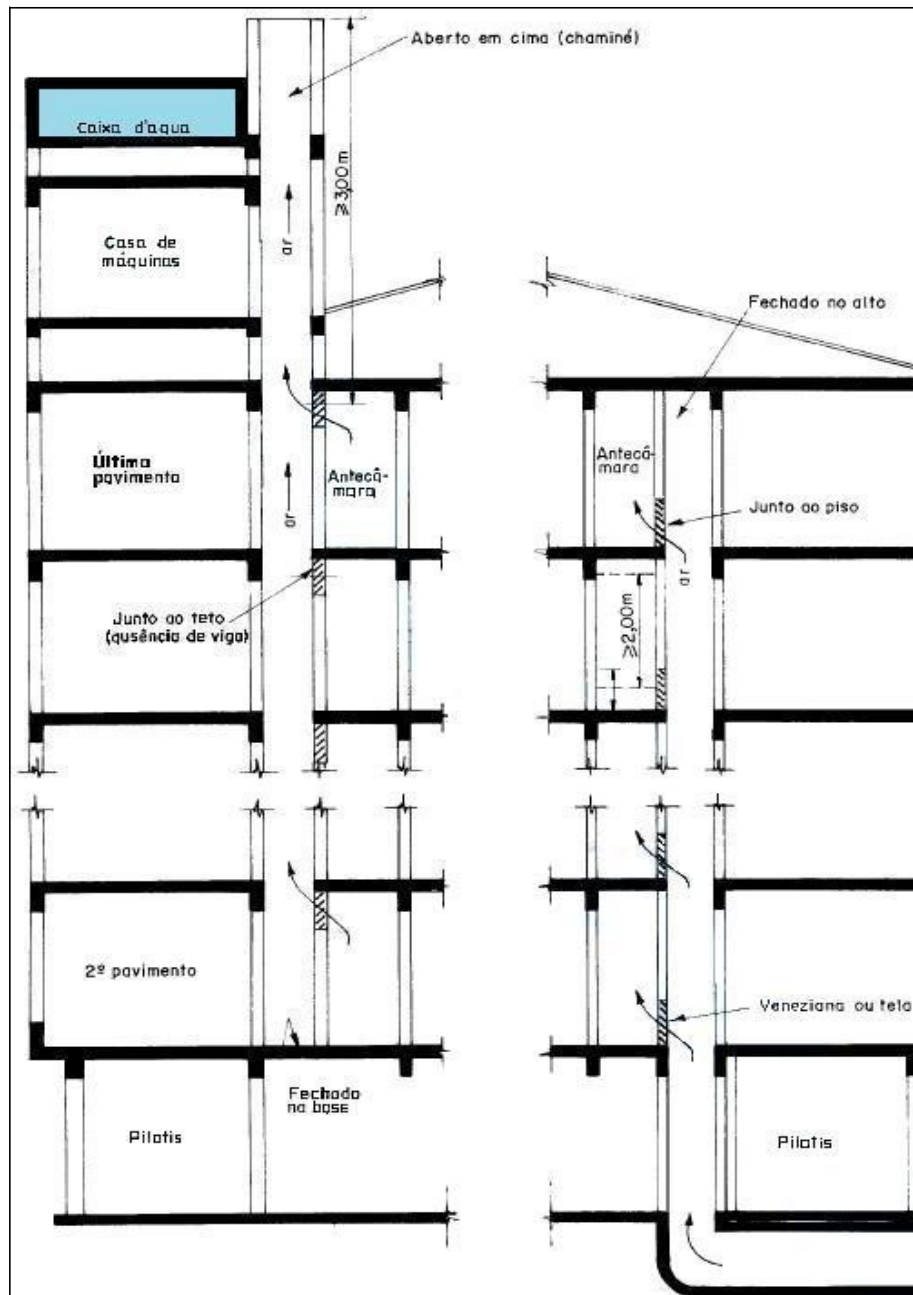 Aberto em cima (chaminé)
Caixa d'agua
≥3,00m
ar
Casa de
máquinas
Fechado no alto
Última
pavimento
ar
Antecâ-
mara
Antecâ-
mara
Junto ao piso
ar
Junto ao teto
(ausência de viga)
≥2,00m
2º pavimento
Veneziana ou tela
Fechado
na base
Pilotis
Pilotis